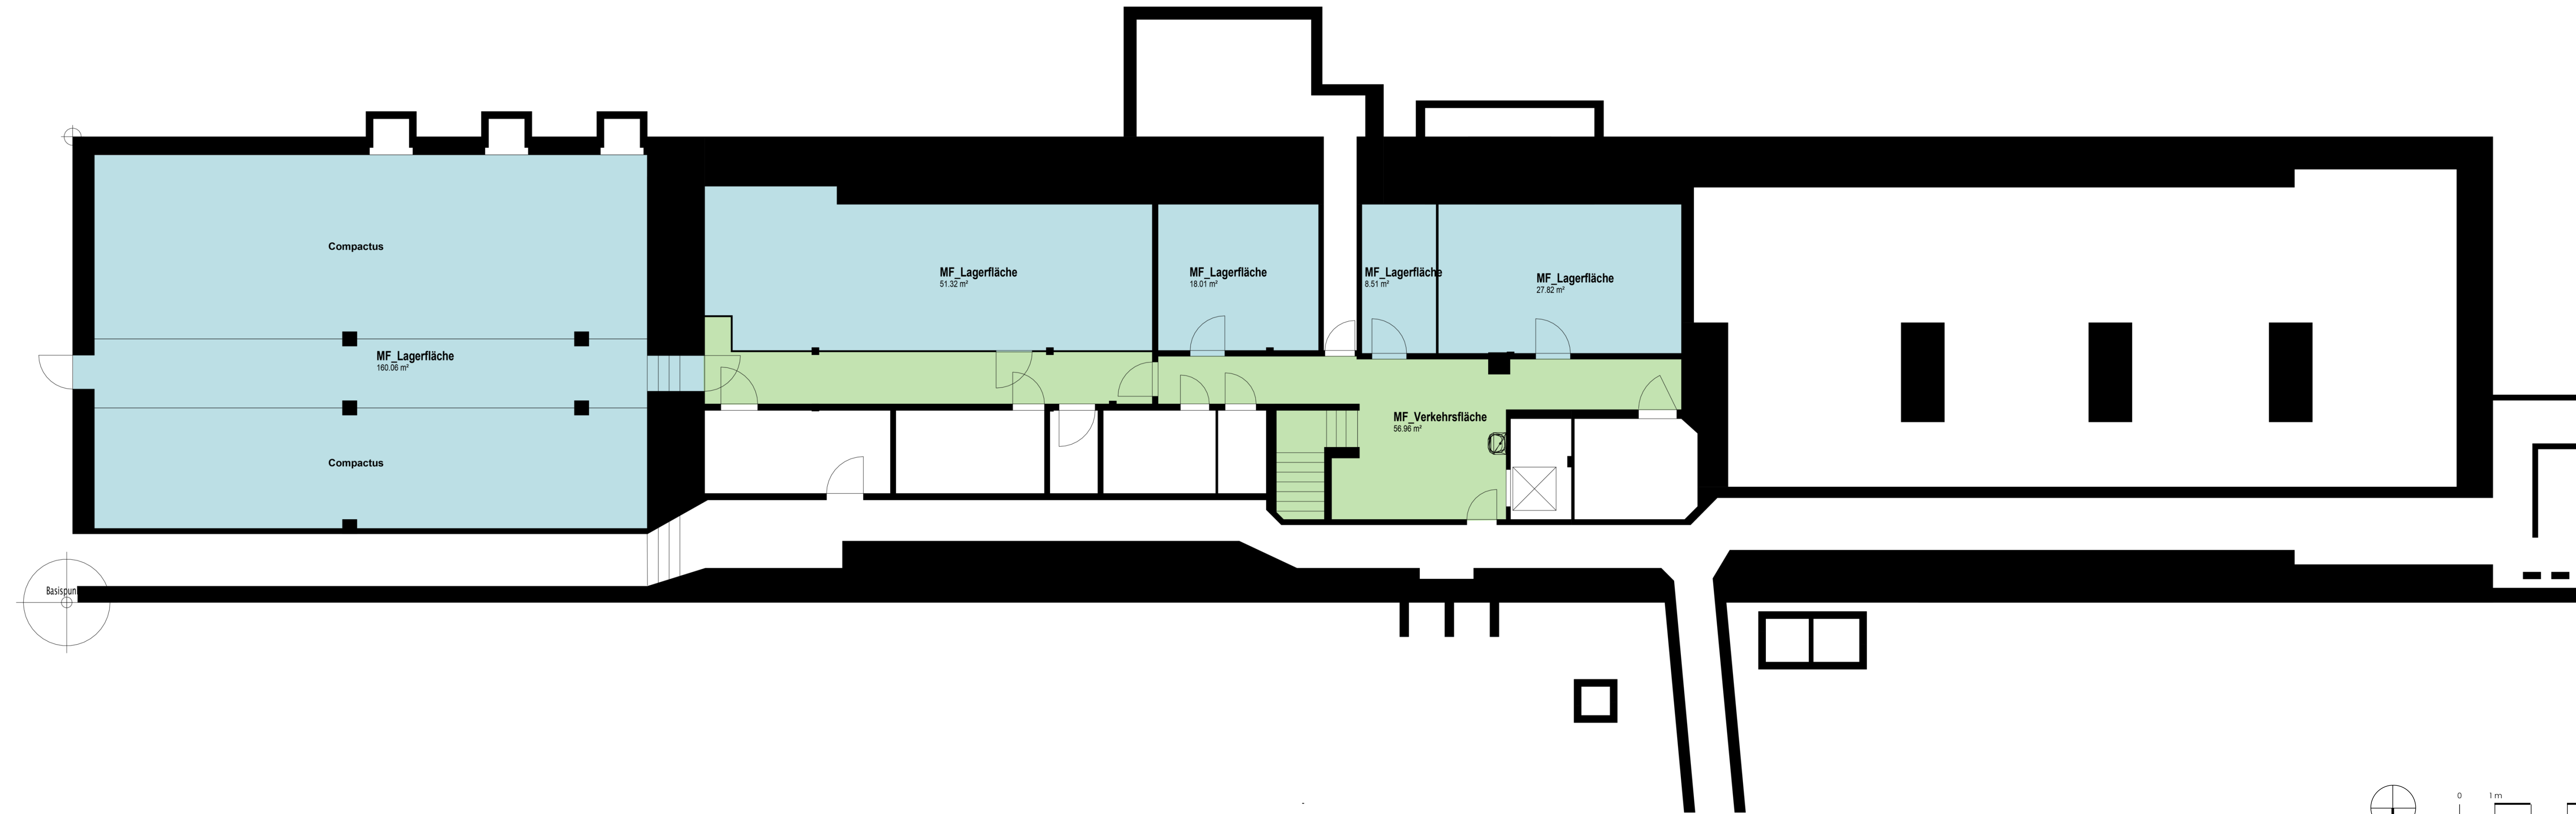 Compactus
MF_Lagerfläche
51.32 m²
MF_Lagerfläche
18.01 m²
MF_Lagerfläche
8.51 m²
MF_Lagerfläche
27.82 m²
MF_Lagerfläche
160.06 m²
MF_Verkehrsfläche
56.96 m²
Compactus
Basispun
0 1 m